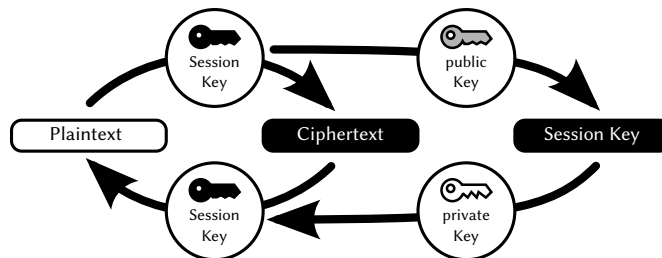 Session
Key
public
Key
Plaintext
Ciphertext
Session Key
Session
Key
private
Key